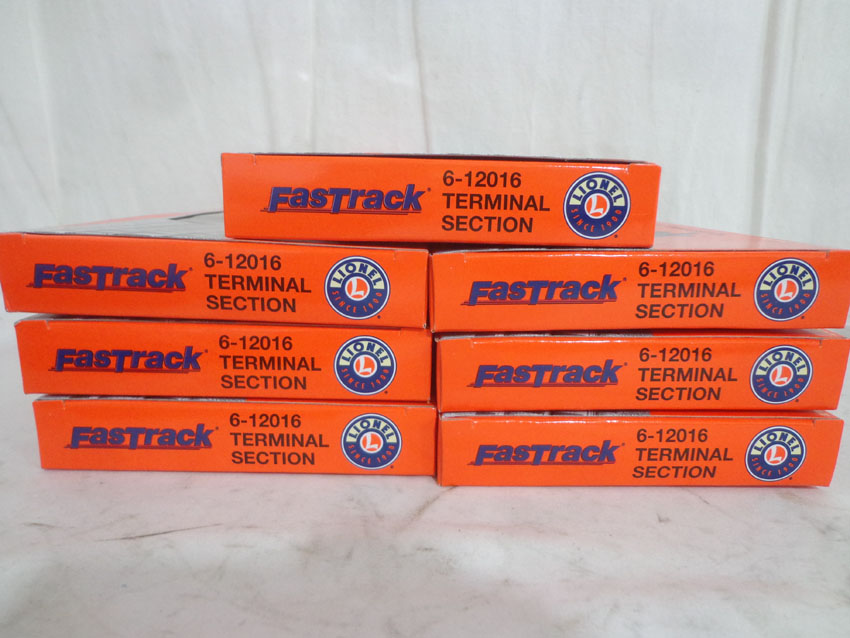 FasTrack®
6-12016
TERMINAL
SECTION
LIONEL
L
SINCE 1900
FasTrack®
6-12016
TERMINAL
SECTION
LIONEL
L
SINCE 1900
FasTrack®
6-12016
TERMINAL
SECTION
LIONEL
L
SINCE 1900
FasTrack®
6-12016
TERMINAL
SECTION
LIONEL
L
SINCE 1900
FasTrack®
6-12016
TERMINAL
SECTION
LIONEL
L
SINCE 1900
FasTrack®
6-12016
TERMINAL
SECTION
LIONEL
L
SINCE 1900
FasTrack®
6-12016
TERMINAL
SECTION
LIONEL
L
SINCE 1900